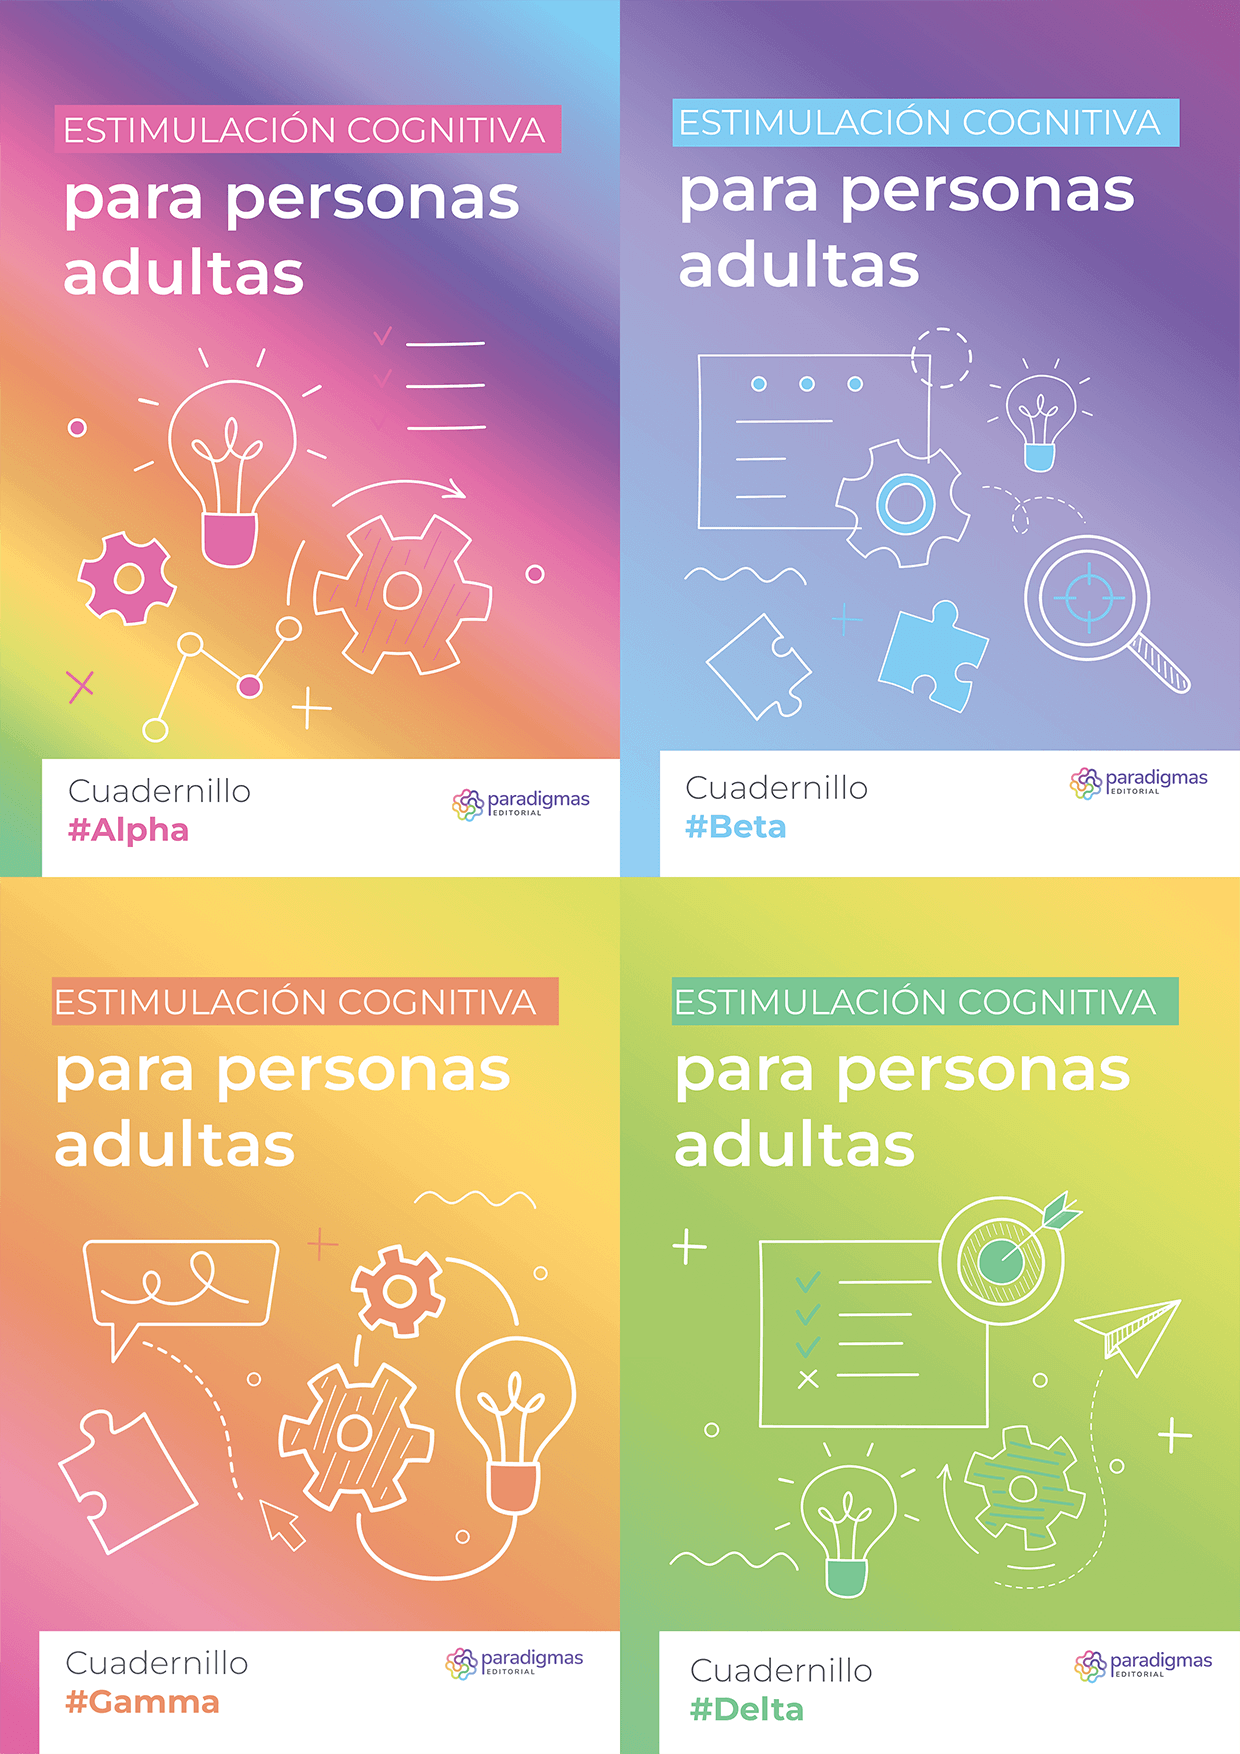 ESTIMULACIÓN COGNITIVA
para personas
adultas
Cuadernillo
#Alpha
paradigmas
EDITORIAL
ESTIMULACIÓN COGNITIVA
para personas
adultas
Cuadernillo
#Beta
paradigmas
EDITORIAL
ESTIMULACIÓN COGNITIVA
para personas
adultas
Cuadernillo
#Gamma
paradigmas
EDITORIAL
ESTIMULACIÓN COGNITIVA
para personas
adultas
Cuadernillo
#Delta
paradigmas
EDITORIAL